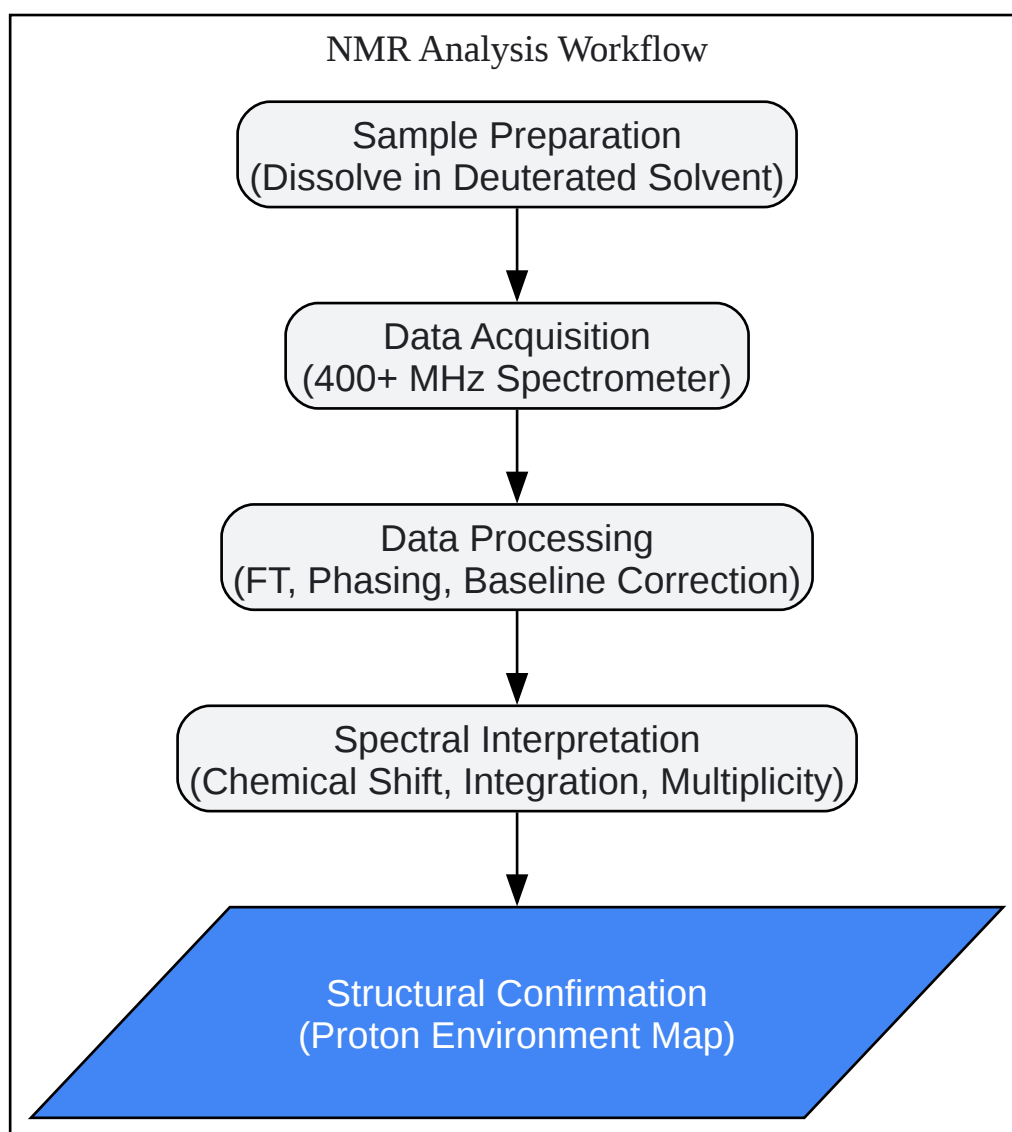 NMR Analysis Workflow
Sample Preparation
(Dissolve in Deuterated Solvent)
Data Acquisition
(400+ MHz Spectrometer)
Data Processing
(FT, Phasing, Baseline Correction)
Spectral Interpretation
(Chemical Shift, Integration, Multiplicity)
Structural Confirmation
(Proton Environment Map)